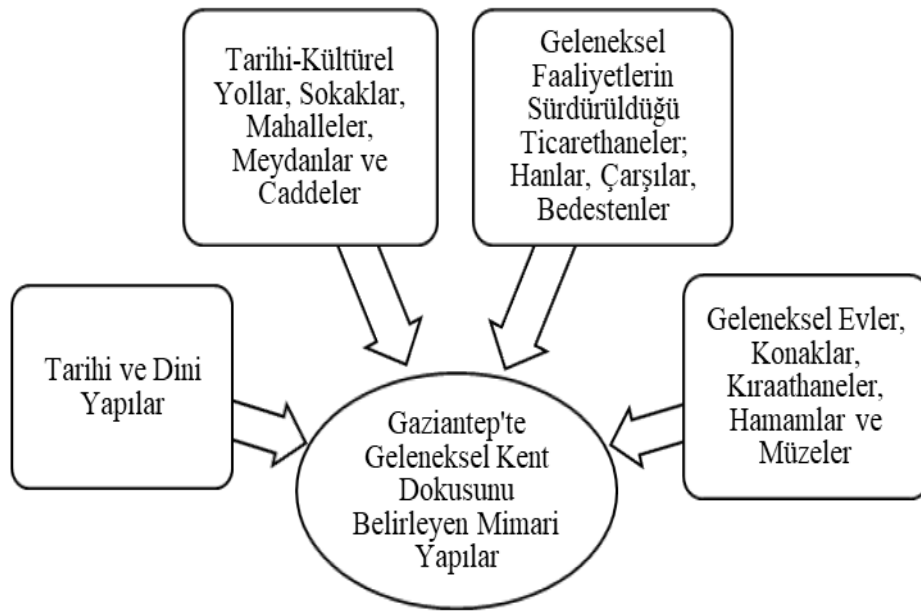 Tarihi-Kültürel
Yollar, Sokaklar,
Mahalleler,
Meydanlar ve
Caddeler
Geleneksel
Faaliyetlerin
Sürdürüldüğü
Ticarethaneler;
Hanlar, Çarşılar,
Bedestenler
Tarihi ve Dini
Yapılar
Geleneksel Evler,
Konaklar,
Kıraathaneler,
Hamamlar ve
Müzeler
Gaziantep'te
Geleneksel Kent
Dokusunu
Belirleyen Mimari
Yapılar